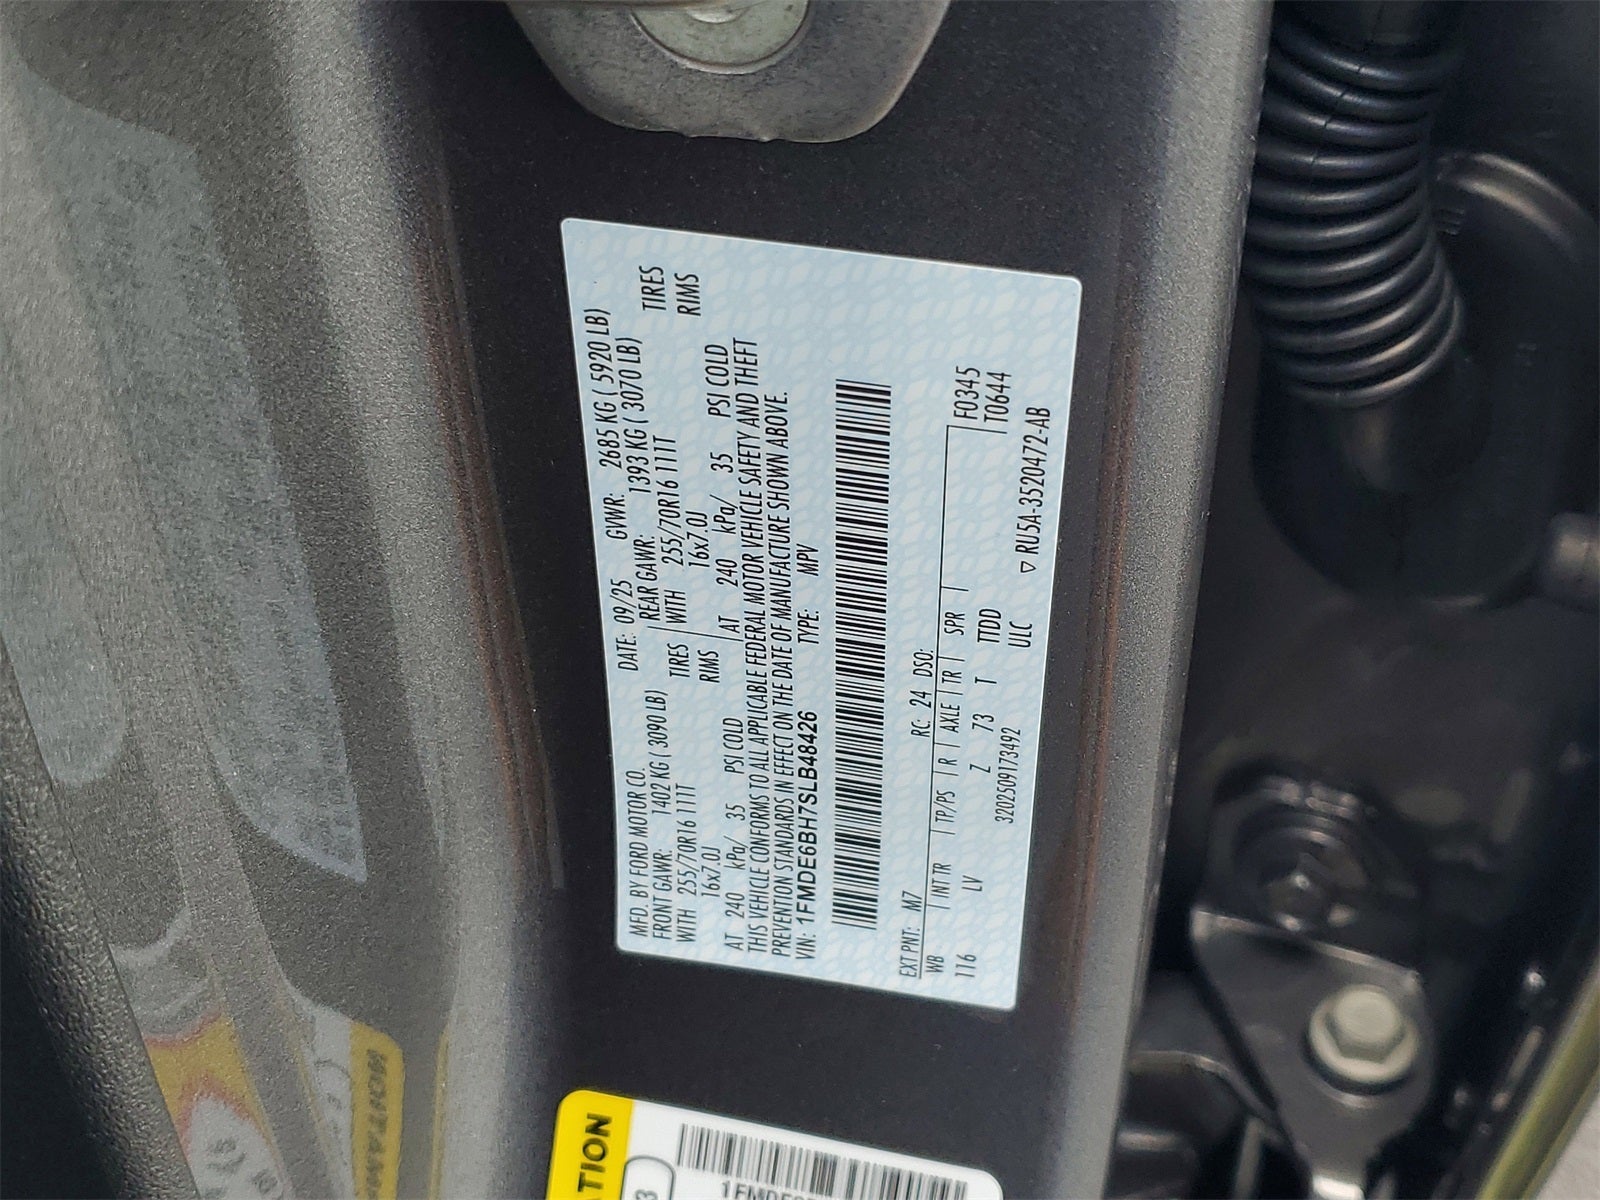 MFD. BY FORD MOTOR CO. DATE: 09/25 GVWR: 2685 KG ( 5920 LB)
FRONT GAWR: 1402 KG ( 3090 LB) REAR GAWR: 1393 KG ( 3070 LB)
WITH 255/70R16 111T TIRES WITH 255/70R16 111T TIRES
16x7.0J RIMS 16x7.0J RIMS
AT 240 kPa/ 35 PSI COLD AT 240 kPa/ 35 PSI COLD
THIS VEHICLE CONFORMS TO ALL APPLICABLE FEDERAL MOTOR VEHICLE SAFETY AND THEFT
PREVENTION STANDARDS IN EFFECT ON THE DATE OF MANUFACTURE SHOWN ABOVE.
VIN: 1FMDE6BH7SLB48426 TYPE: MPV
EXT PNT: M7 RC: 24 DSO: F0345
WB INTR TP/PS R AXLE TR SPR T0644
116 LV Z 73 T TTDD
3202509173492 ULC ▽ RU5A-3520472-AB
ATION
3